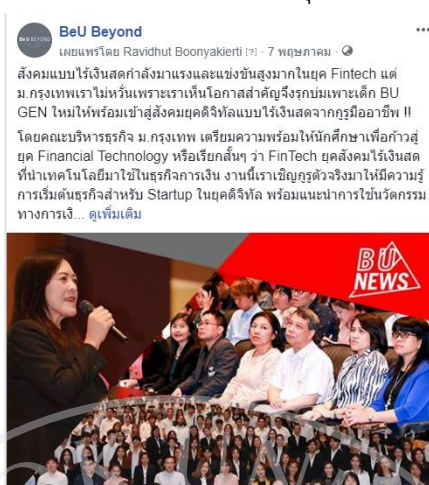 BeU Beyond
เผยแพร่โดย Ravidhut Boonyakierti [?] · 7 พฤษภาคม ·
สังคมแบบไร้เงินสดกำลังมาแรงและแข่งขันสูงมากในยุค Fintech แต่
ม.กรุงเทพเราไม่หวั่นเพราะเราเห็นโอกาสสำคัญจึงรุกบ่มเพาะเด็ก BU
GEN ใหม่ให้พร้อมเข้าสู่สังคมยุคดิจิทัลแบบไร้เงินสดจากกูรูมืออาชีพ !!
โดยคณะบริหารธุรกิจ ม.กรุงเทพ เตรียมความพร้อมให้นักศึกษาเพื่อก้าวสู่
ยุค Financial Technology หรือเรียกสั้นๆ ว่า FinTech ยุคสังคมไร้เงินสด
ที่นำเทคโนโลยีมาใช้ในธุรกิจการเงิน งานนี้เราเชิญกูรูตัวจริงมาให้มีความรู้
การเริ่มต้นธุรกิจสำหรับ Startup ในยุคดิจิทัล พร้อมแนะนำการใช้นวัตกรรม
ทางการเงิ... ดูเพิ่มเติม
BU
NEWS